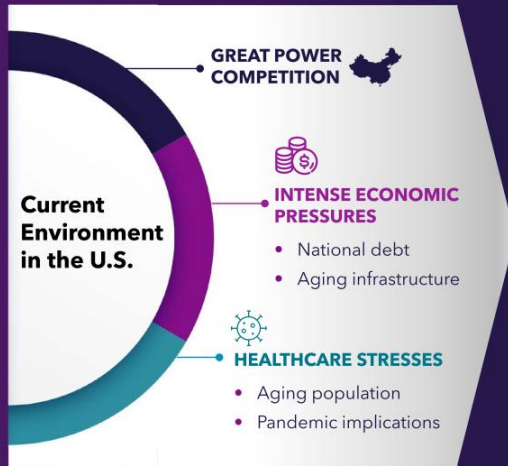 GREAT POWER
COMPETITION
Current
Environment
in the U.S.
$
INTENSE ECONOMIC
PRESSURES
• National debt
• Aging infrastructure
HEALTHCARE STRESSES
• Aging population
• Pandemic implications